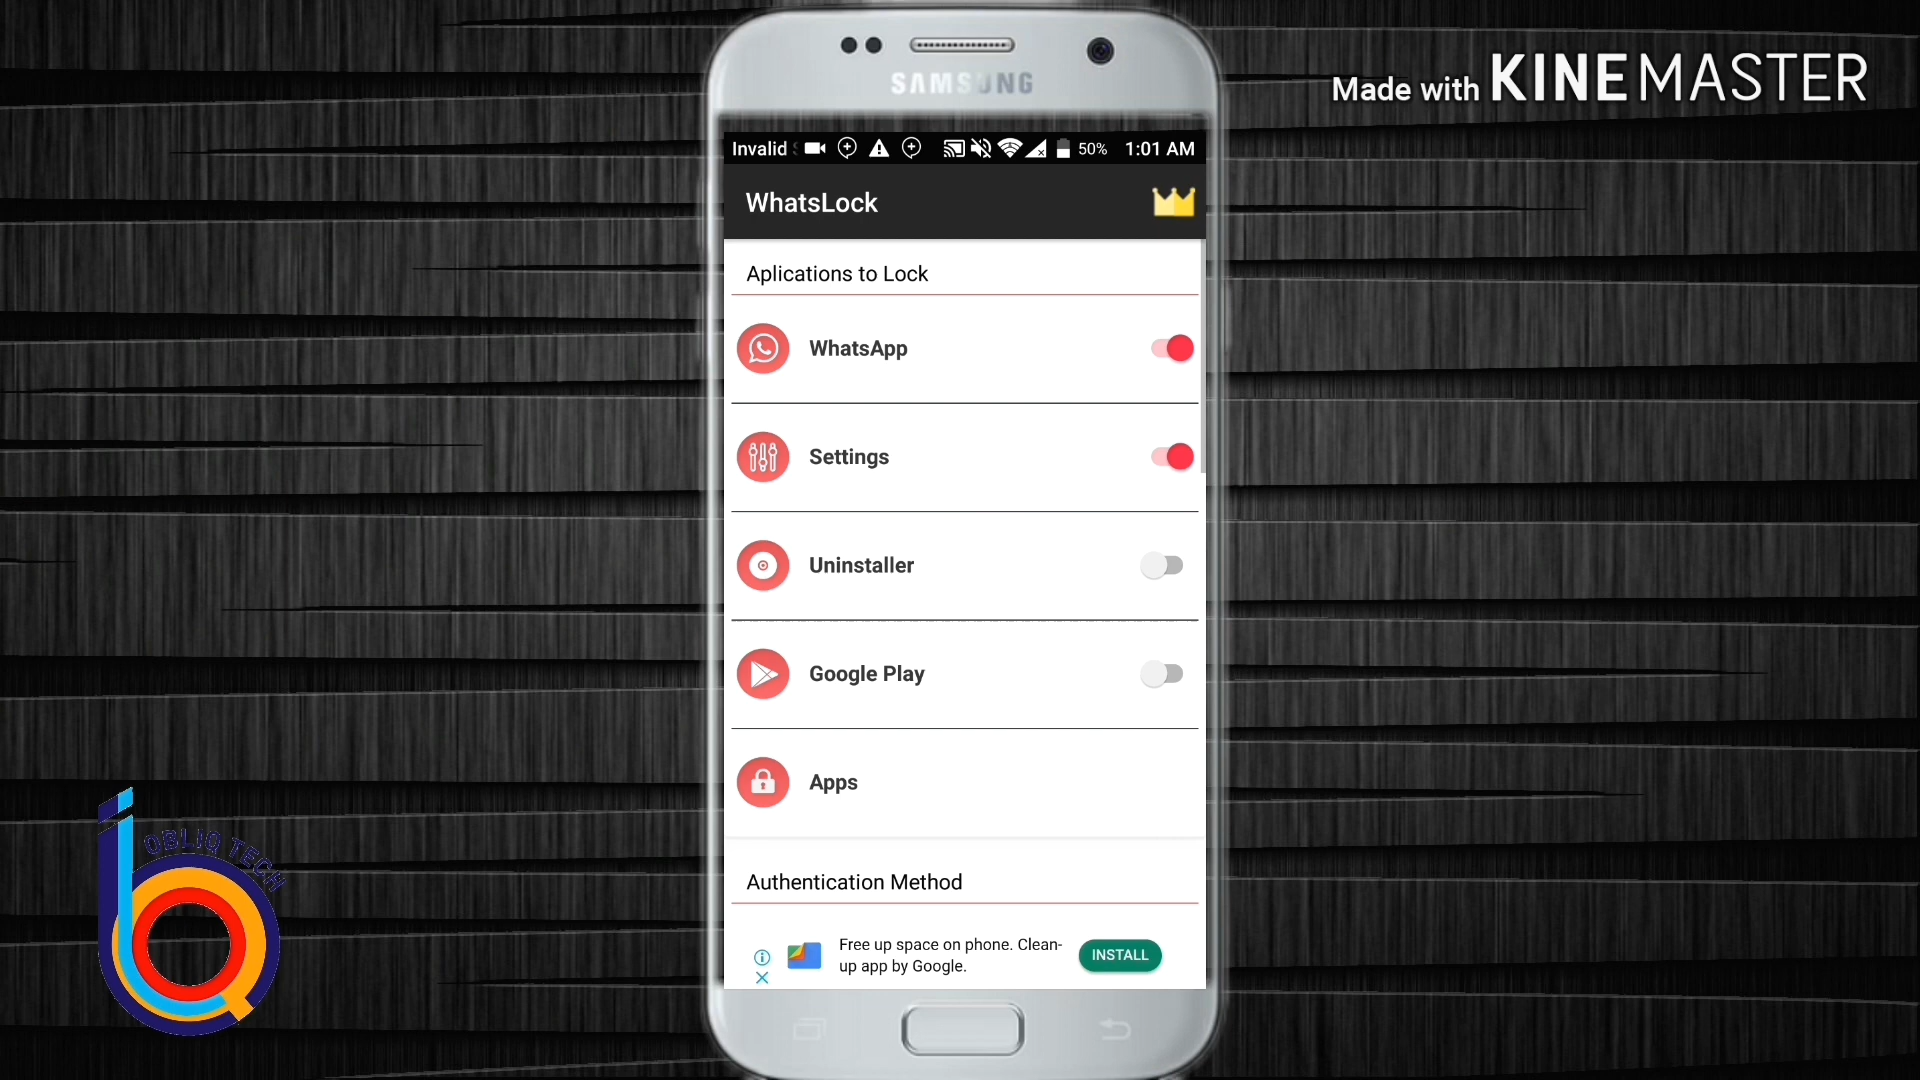 Made with KINEMASTER
SAMSUNG
Invalid 50% 1:01 AM
WhatsLock
Aplications to Lock
WhatsApp
Settings
Uninstaller
Google Play
Apps
OBLIQ TECH
Authentication Method
Free up space on phone. Clean-
up app by Google.
INSTALL